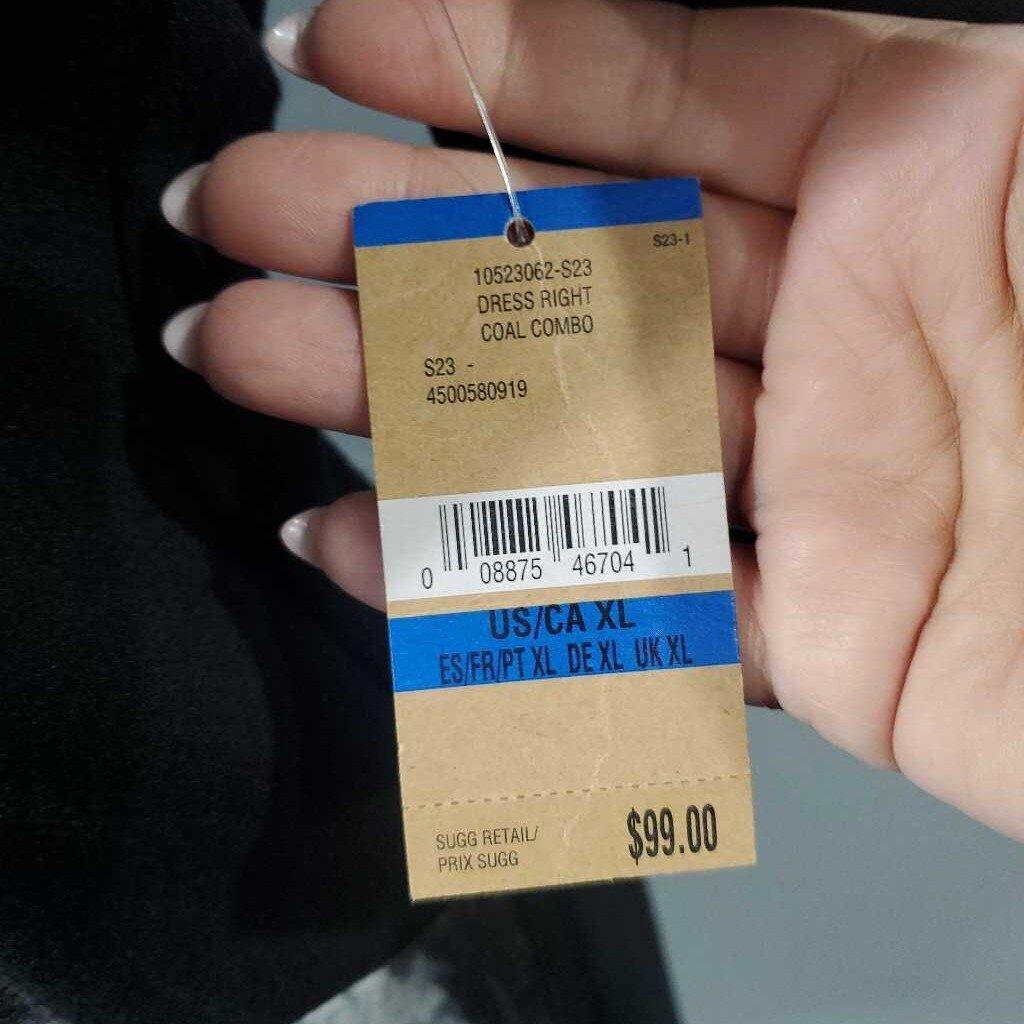 S23-1
10523062-S23
DRESS RIGHT
COAL COMBO
S23 -
4500580919
0 08875 46704 1
US/CA XL
ES/FR/PT XL DE XL UK XL
SUGG RETAIL/
PRIX SUGG
$99.00